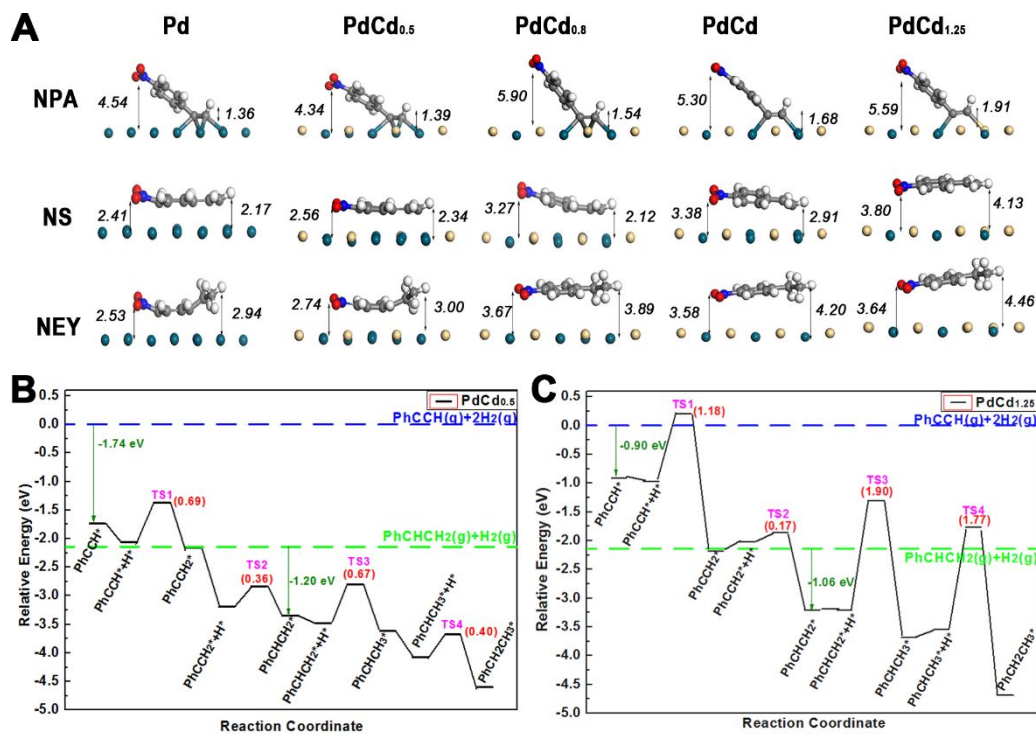 A
Pd PdCd0.5 PdCd0.8 PdCd PdCd1.25
NPA
4.54 1.36 4.34 1.39 5.90 1.54 5.30 1.68 5.59 1.91
NS
2.41 2.17 2.56 2.34 3.27 2.12 3.38 2.91 3.80 4.13
NEY
2.53 2.94 2.74 3.00 3.67 3.89 3.58 4.20 3.64 4.46
B
PdCd0.5
PhCCH(g)+2H2(g)
-1.74 eV
TS1
(0.69)
PhCHCH2(g)+H2(g)
TS2
(0.36)
-1.20 eV
TS3
(0.67)
TS4
(0.40)
PhCCH*
PhCCH*+H*
PhCCH2*
PhCCH2*+H*
PhCHCH2*
PhCHCH2*+H*
PhCHCH3*
PhCHCH3*+H*
PhCH2CH3*
0.5
0.0
-0.5
-1.0
-1.5
-2.0
-2.5
-3.0
-3.5
-4.0
-4.5
-5.0
Relative Energy (eV)
Reaction Coordinate
C
PdCd1.25
PhCCH(g)+2H2(g)
TS1
(1.18)
-0.90 eV
TS2
(0.17)
PhCHCH2(g)+H2(g)
-1.06 eV
TS3
(1.90)
TS4
(1.77)
PhCCH*
PhCCH*+H*
PhCCH2*
PhCCH2*+H*
PhCHCH2*
PhCHCH2*+H*
PhCHCH3*
PhCHCH3*+H*
PhCH2CH3*
0.5
0.0
-0.5
-1.0
-1.5
-2.0
-2.5
-3.0
-3.5
-4.0
-4.5
-5.0
Relative Energy (eV)
Reaction Coordinate